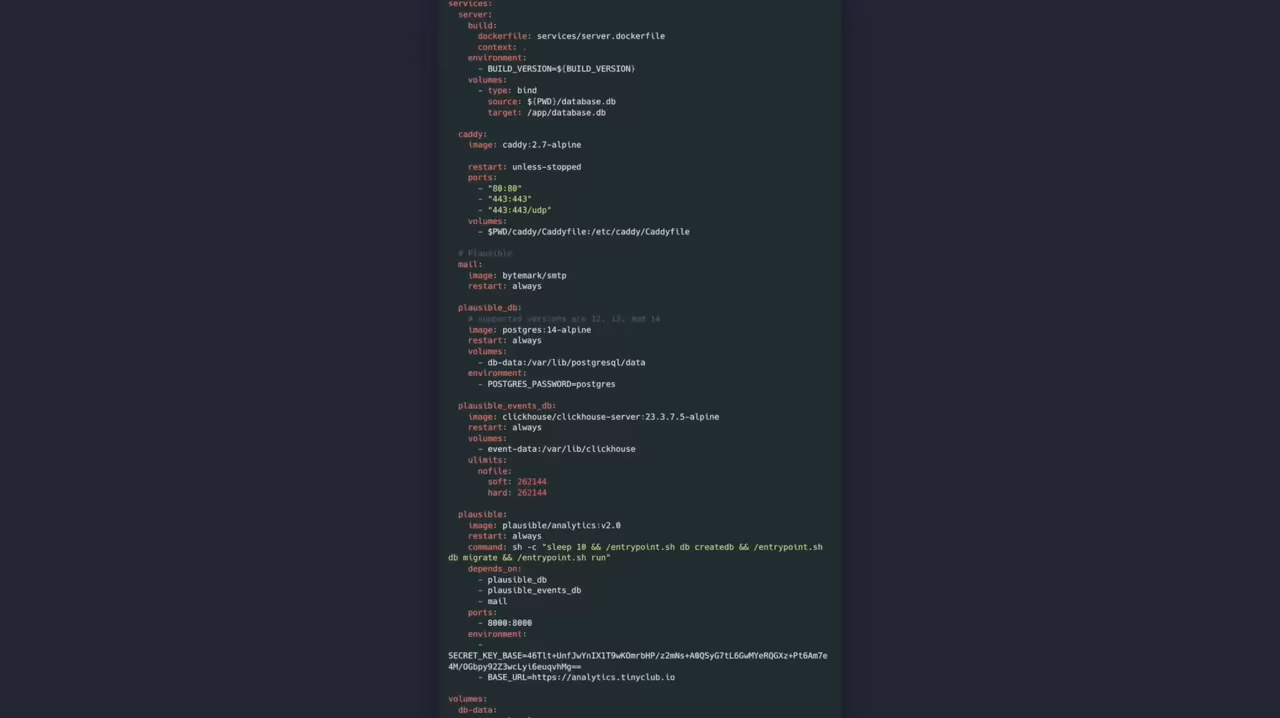 services:
server:
build:
dockerfile: services/server.dockerfile
context: .
environment:
- BUILD_VERSION=${BUILD_VERSION}
volumes:
- type: bind
source: ${PWD}/database.db
target: /app/database.db
caddy:
image: caddy:2.7-alpine
restart: unless-stopped
ports:
- "80:80"
- "443:443"
- "443:443/udp"
volumes:
- $PWD/caddy/Caddyfile:/etc/caddy/Caddyfile
# Plausible
mail:
image: bytemark/smtp
restart: always
plausible_db:
# supported versions are 12, 13, and 14
image: postgres:14-alpine
restart: always
volumes:
- db-data:/var/lib/postgresql/data
environment:
- POSTGRES_PASSWORD=postgres
plausible_events_db:
image: clickhouse/clickhouse-server:23.3.7.5-alpine
restart: always
volumes:
- event-data:/var/lib/clickhouse
ulimits:
nofile:
soft: 262144
hard: 262144
plausible:
image: plausible/analytics:v2.0
restart: always
command: sh -c "sleep 10 && /entrypoint.sh db createdb && /entrypoint.sh
db migrate && /entrypoint.sh run"
depends_on:
- plausible_db
- plausible_events_db
- mail
ports:
- 8000:8000
environment:
-
SECRET_KEY_BASE=46Tlt+UnfJwYnIX1T9wKOmrbHP/z2mNs+A0QSyG7tL6GwMYeRQGXz+Pt6Am7e
4M/OGbpy92Z3wcLyi6euqvhMg==
- BASE_URL=https://analytics.tinyclub.io
volumes:
db-data: